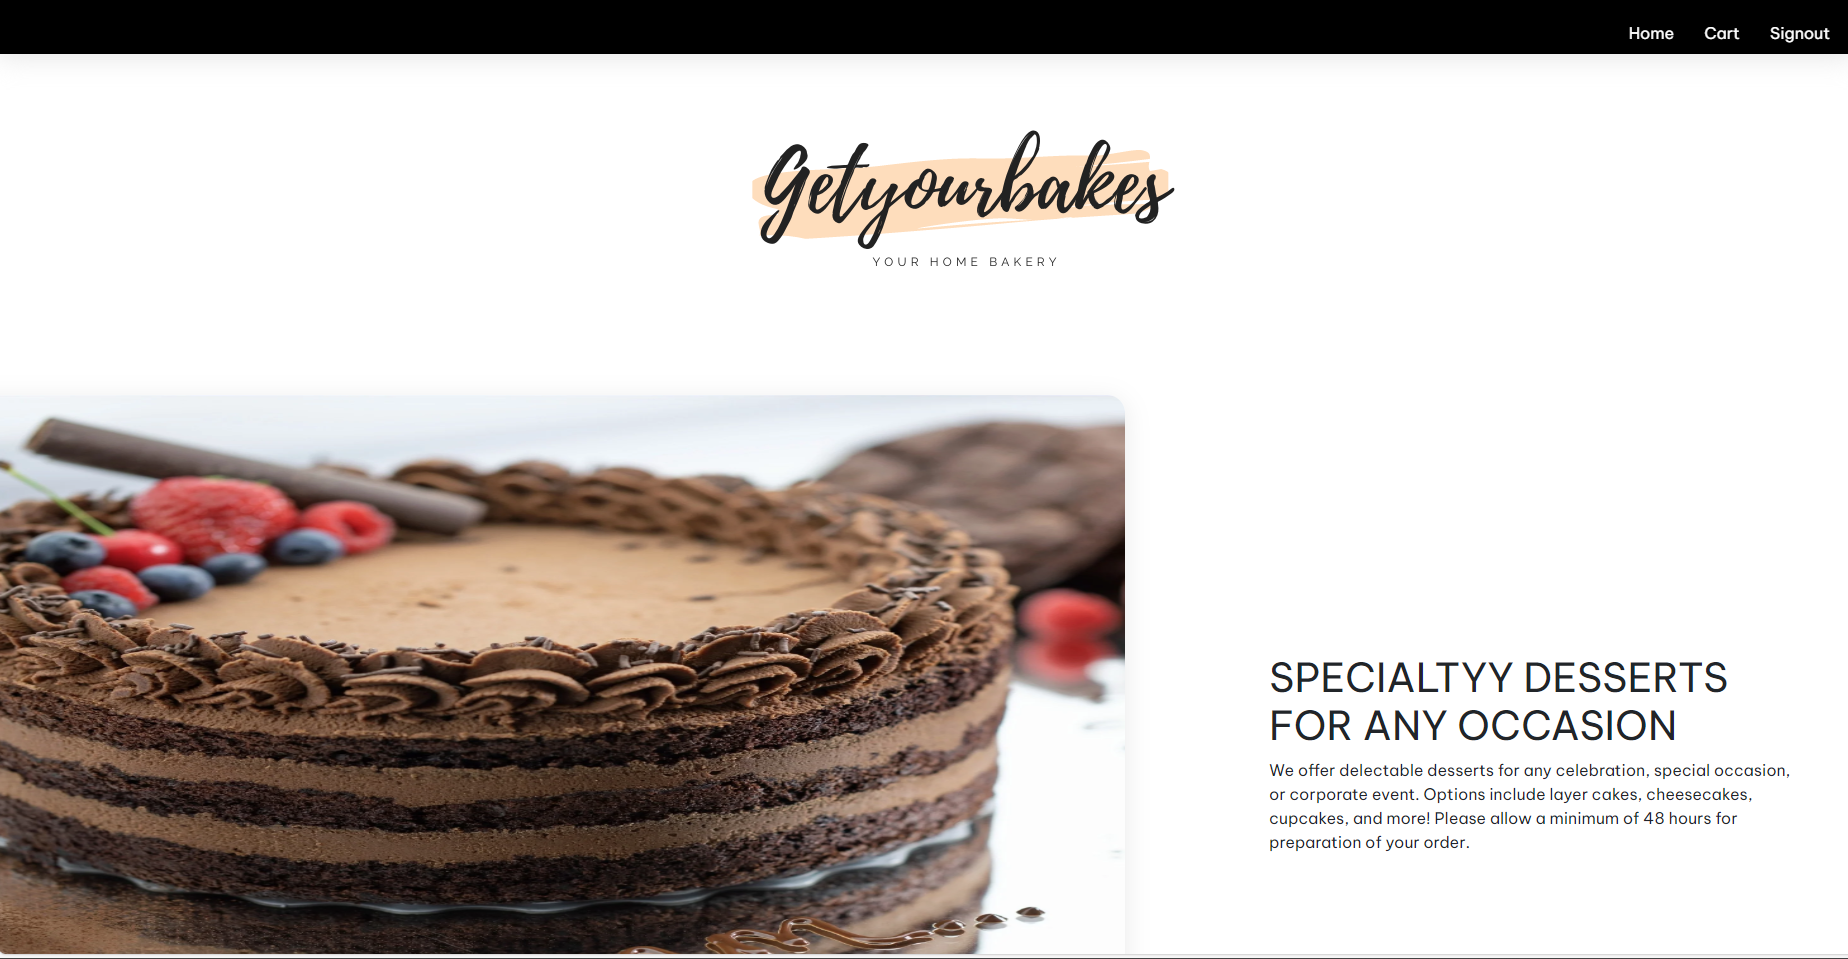 Home Cart Signout
Getyourbakes
YOUR HOME BAKERY
SPECIALTYY DESSERTS
FOR ANY OCCASION
We offer delectable desserts for any celebration, special occasion,
or corporate event. Options include layer cakes, cheesecakes,
cupcakes, and more! Please allow a minimum of 48 hours for
preparation of your order.